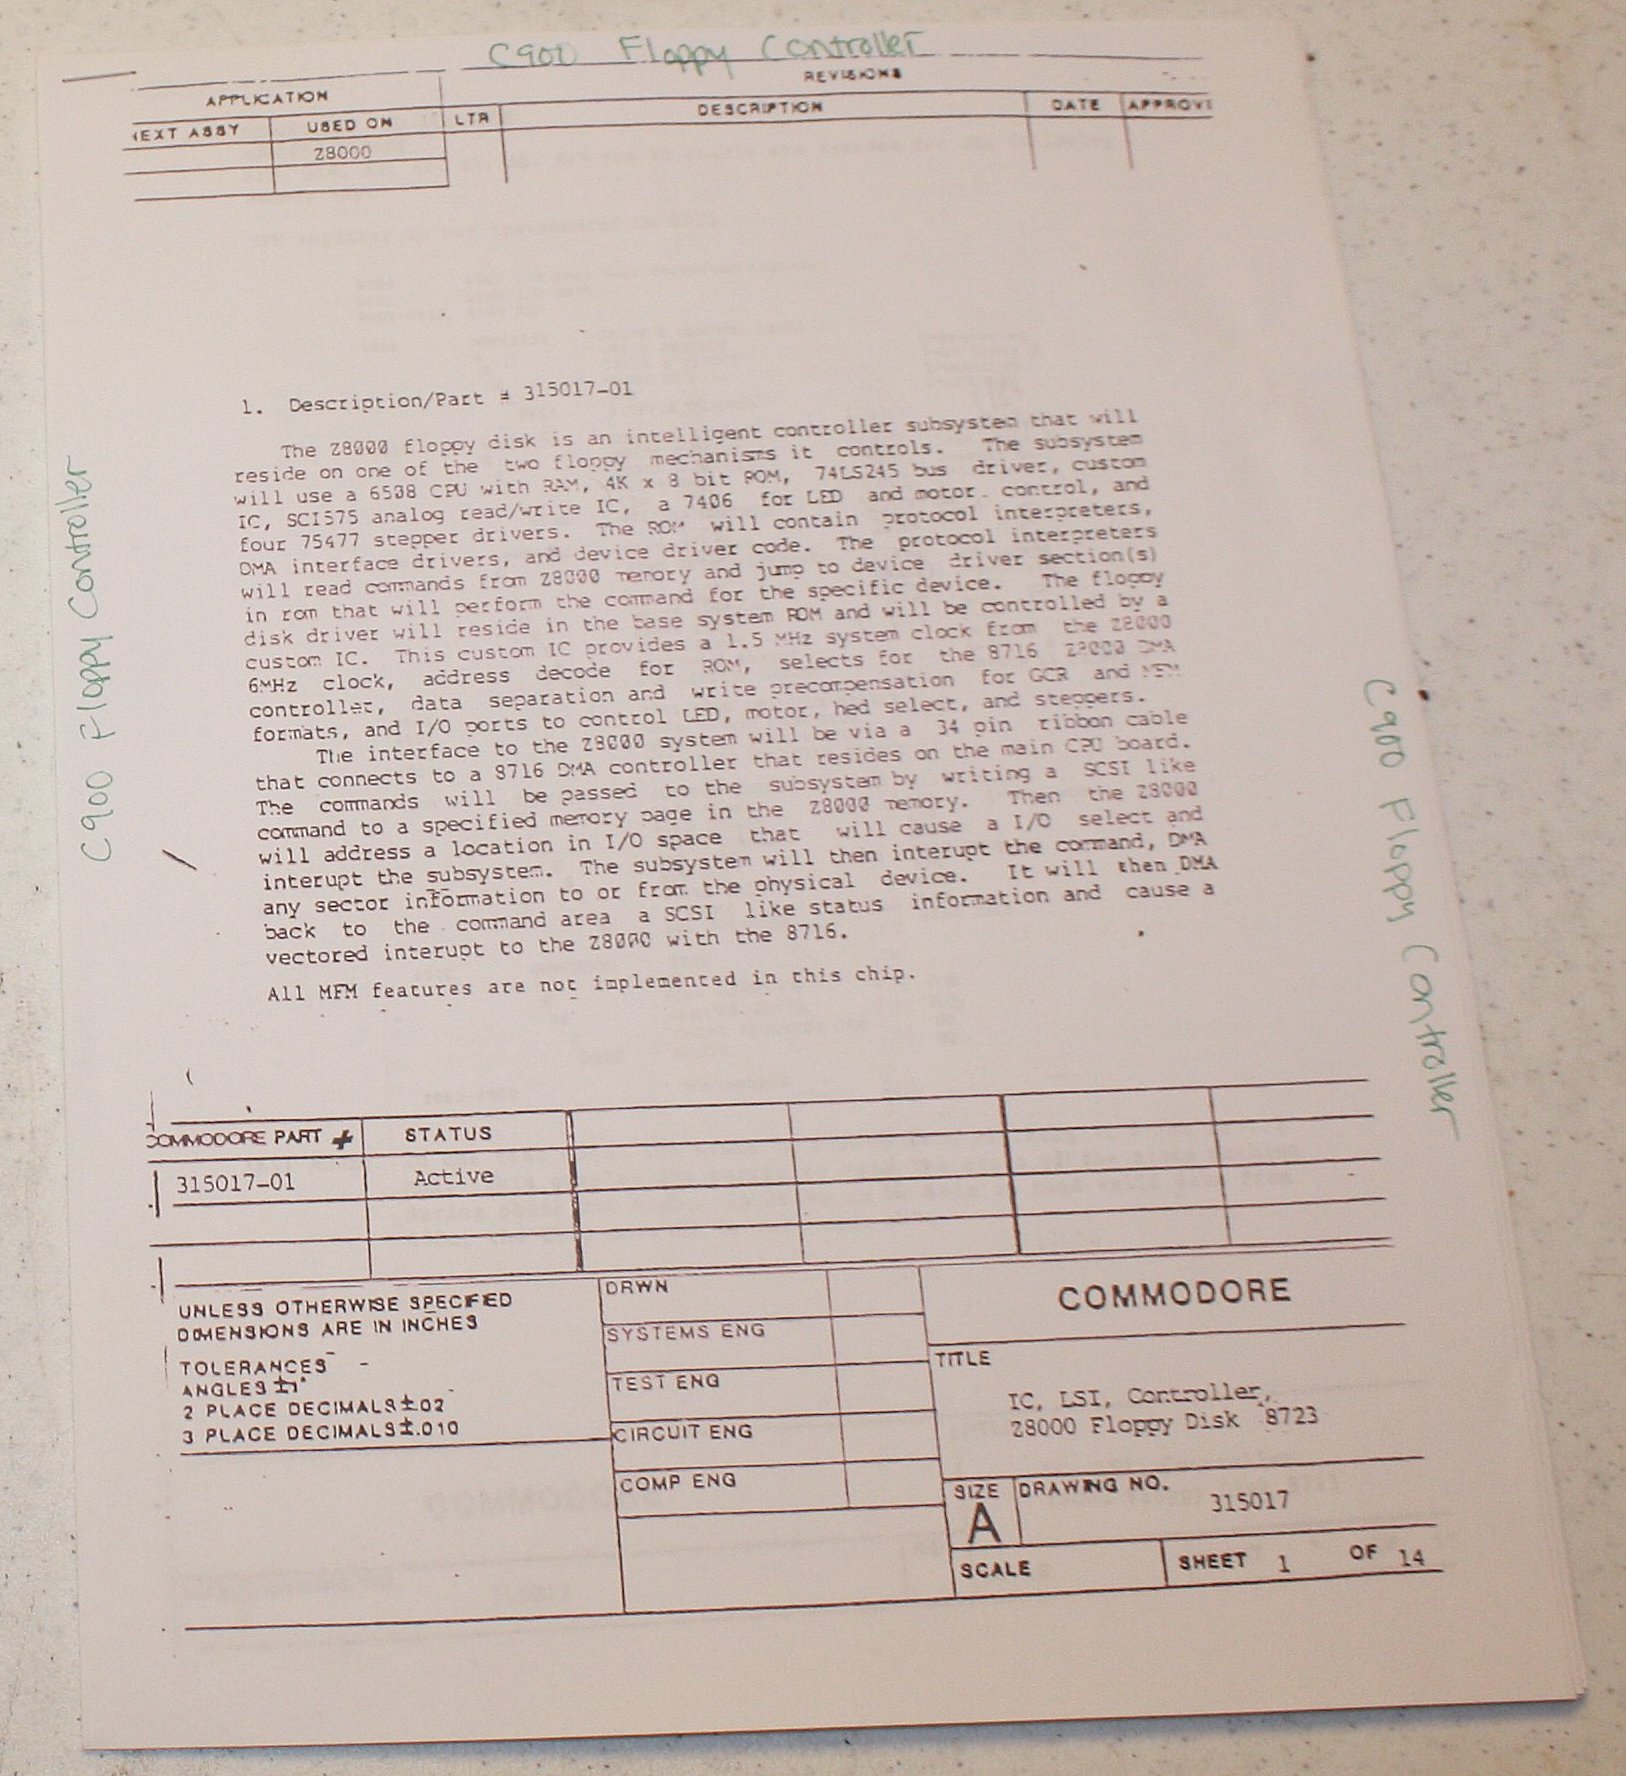 C900 Floppy Controller
REVISIONS
APPLICATION
NEXT ASSY USED ON LTR DESCRIPTION DATE APPROV
Z8000
1. Description/Part # 315017-01
The Z8000 floppy disk is an intelligent controller subsystem that will
reside on one of the two floppy mechanisms it controls. The subsystem
will use a 6508 CPU with RAM, 4K x 8 bit ROM, 74LS245 bus driver, custom
IC, SCI575 analog read/write IC, a 7406 for LED and motor control, and
four 75477 stepper drivers. The ROM will contain protocol interpreters,
DMA interface drivers, and device driver code. The protocol interpreters
will read commands from Z8000 memory and jump to device driver section(s)
in rom that will perform the command for the specific device. The floppy
disk driver will reside in the base system ROM and will be controlled by a
custom IC. This custom IC provides a 1.5 MHz system clock from the Z8000
6MHz clock, address decode for ROM, selects for the 8716 Z8000 DMA
controller, data separation and write precompensation for GCR and MFM
formats, and I/O ports to control LED, motor, hed select, and steppers.
The interface to the Z8000 system will be via a 34 pin ribbon cable
that connects to a 8716 DMA controller that resides on the main CPU board.
The commands will be passed to the subsystem by writing a SCSI like
command to a specified memory page in the Z8000 memory. Then the Z8000
will address a location in I/O space that will cause a I/O select and
interupt the subsystem. The subsystem will then interupt the command, DMA
any sector information to or from the physical device. It will then DMA
back to the command area a SCSI like status information and cause a
vectored interupt to the Z8000 with the 8716.
All MFM features are not implemented in this chip.
C900 Floppy Controller
C900 Floppy Controller
COMMODORE PART # STATUS
315017-01 Active
UNLESS OTHERWISE SPECIFIED
DIMENSIONS ARE IN INCHES
TOLERANCES -
ANGLES ±1°
2 PLACE DECIMALS ±.02
3 PLACE DECIMALS ±.010
DRWN
SYSTEMS ENG
TEST ENG
CIRCUIT ENG
COMP ENG
COMMODORE
TITLE
IC, LSI, Controller,
Z8000 Floppy Disk 8723
SIZE DRAWING NO.
A 315017
SCALE SHEET 1 OF 14